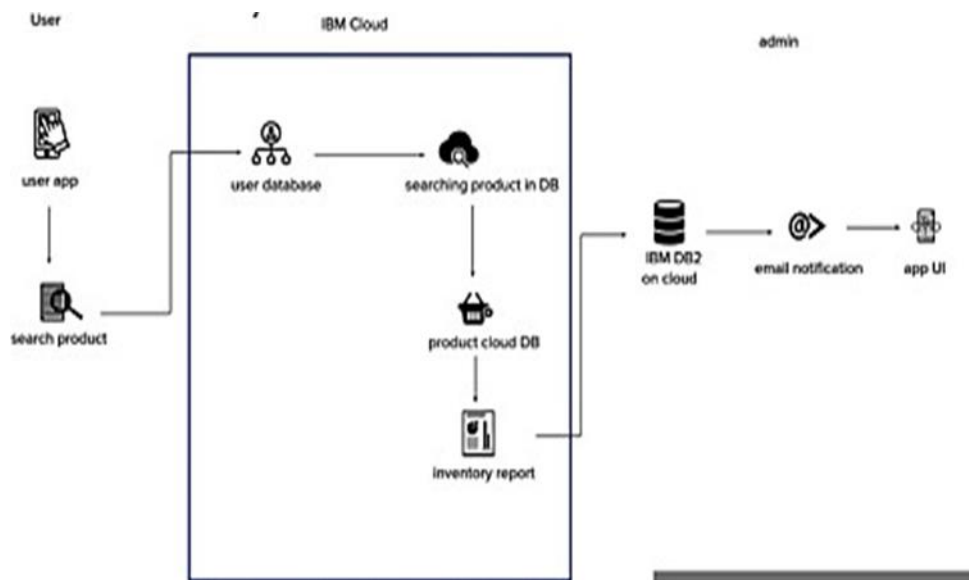 User
IBM Cloud
admin
user app
search product
user database
searching product in DB
product cloud DB
inventory report
IBM DB2
on cloud
email notification
app UI